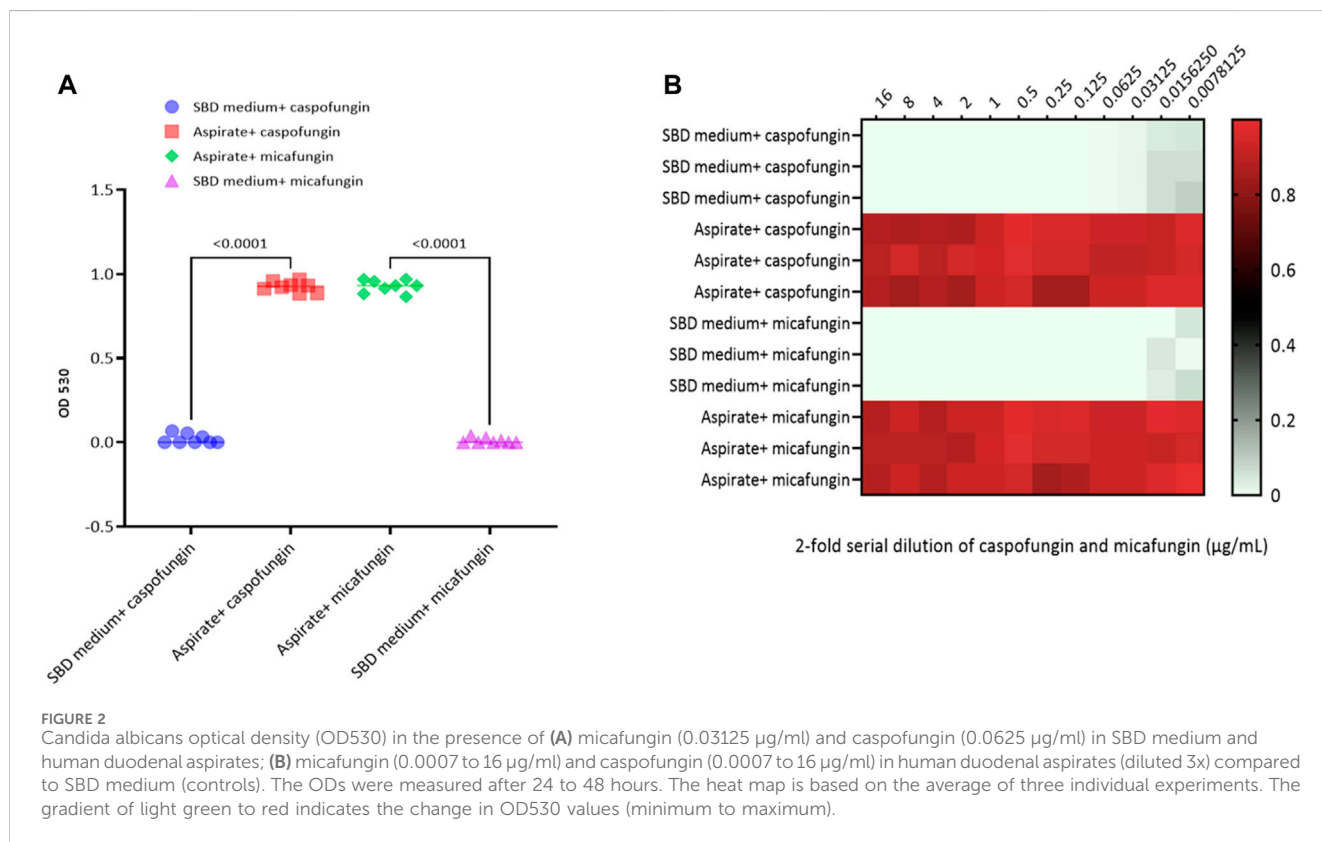 A
SBD medium+ caspofungin
Aspirate+ caspofungin
Aspirate+ micafungin
SBD medium+ micafungin
1.5
1.0
0.5
0.0
-0.5
OD 530
<0.0001
<0.0001
SBD medium+ caspofungin
Aspirate+ caspofungin
Aspirate+ micafungin
SBD medium+ micafungin
B
16
8
4
2
1
0.5
0.25
0.125
0.0625
0.03125
0.0156250
0.0078125
SBD medium+ caspofungin
SBD medium+ caspofungin
SBD medium+ caspofungin
Aspirate+ caspofungin
Aspirate+ caspofungin
Aspirate+ caspofungin
SBD medium+ micafungin
SBD medium+ micafungin
SBD medium+ micafungin
Aspirate+ micafungin
Aspirate+ micafungin
Aspirate+ micafungin
0.8
0.6
0.4
0.2
0
2-fold serial dilution of caspofungin and micafungin (µg/mL)
FIGURE 2
Candida albicans optical density (OD530) in the presence of (A) micafungin (0.03125 µg/ml) and caspofungin (0.0625 µg/ml) in SBD medium and
human duodenal aspirates; (B) micafungin (0.0007 to 16 µg/ml) and caspofungin (0.0007 to 16 µg/ml) in human duodenal aspirates (diluted 3x) compared
to SBD medium (controls). The ODs were measured after 24 to 48 hours. The heat map is based on the average of three individual experiments. The
gradient of light green to red indicates the change in OD530 values (minimum to maximum).